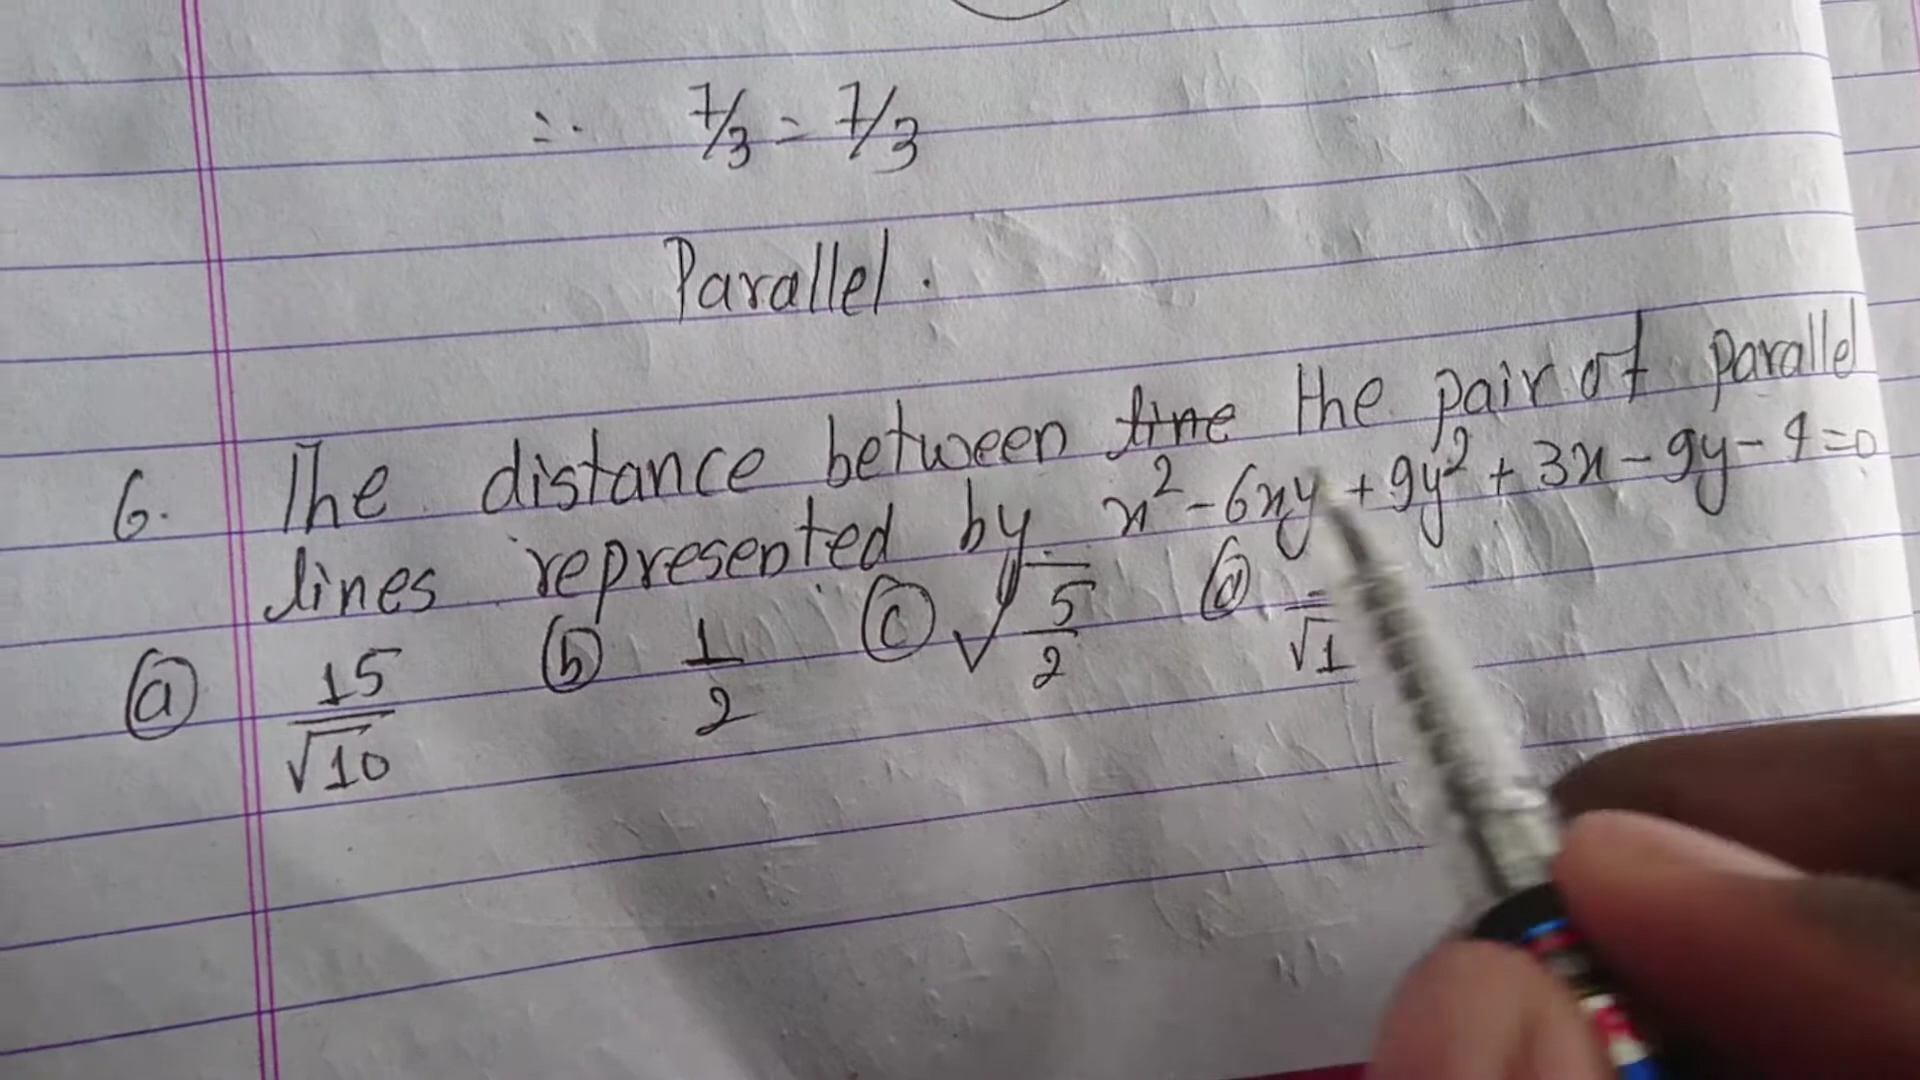 ∴ 7/3 = 7/3
Parallel.
6. The distance between the pair of parallel
lines represented by x² - 6xy + 9y² + 3x - 9y - 4 = 0
ⓐ 15/√10 ⓑ 1/2 ⓒ √5/2 ⓓ